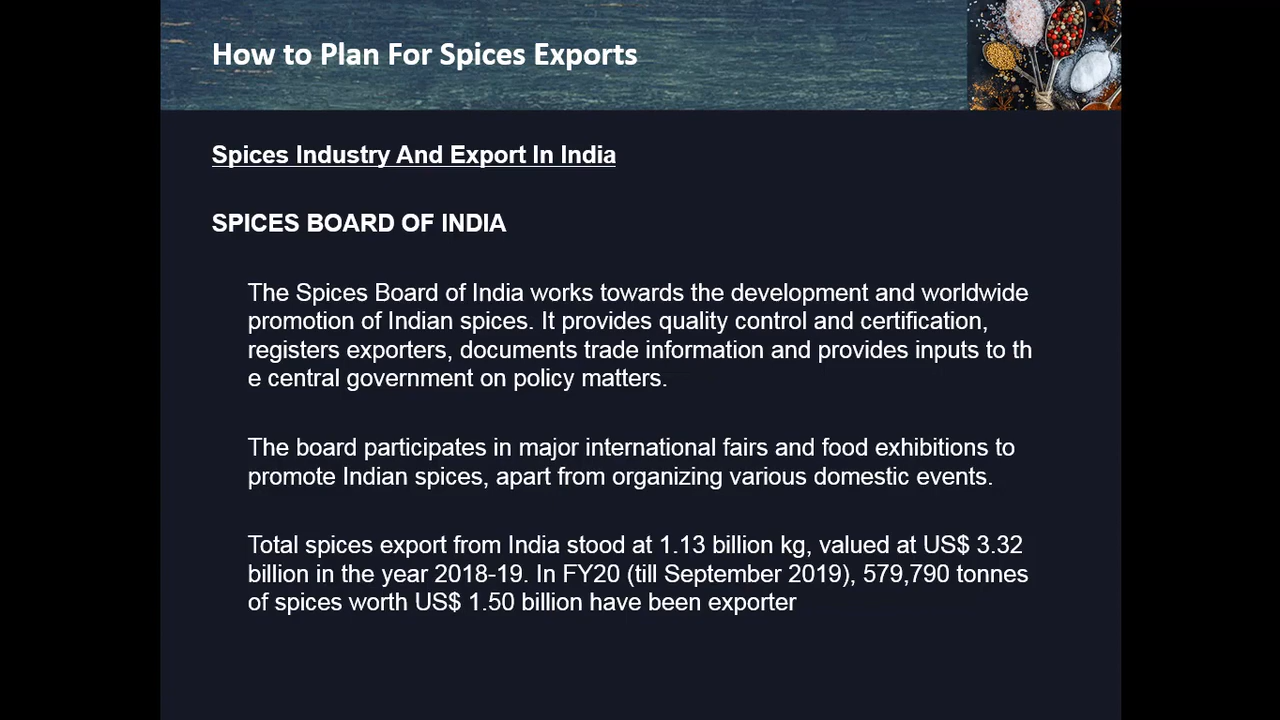 How to Plan For Spices Exports
Spices Industry And Export In India
SPICES BOARD OF INDIA
The Spices Board of India works towards the development and worldwide
promotion of Indian spices. It provides quality control and certification,
registers exporters, documents trade information and provides inputs to th
e central government on policy matters.
The board participates in major international fairs and food exhibitions to
promote Indian spices, apart from organizing various domestic events.
Total spices export from India stood at 1.13 billion kg, valued at US$ 3.32
billion in the year 2018-19. In FY20 (till September 2019), 579,790 tonnes
of spices worth US$ 1.50 billion have been exporter